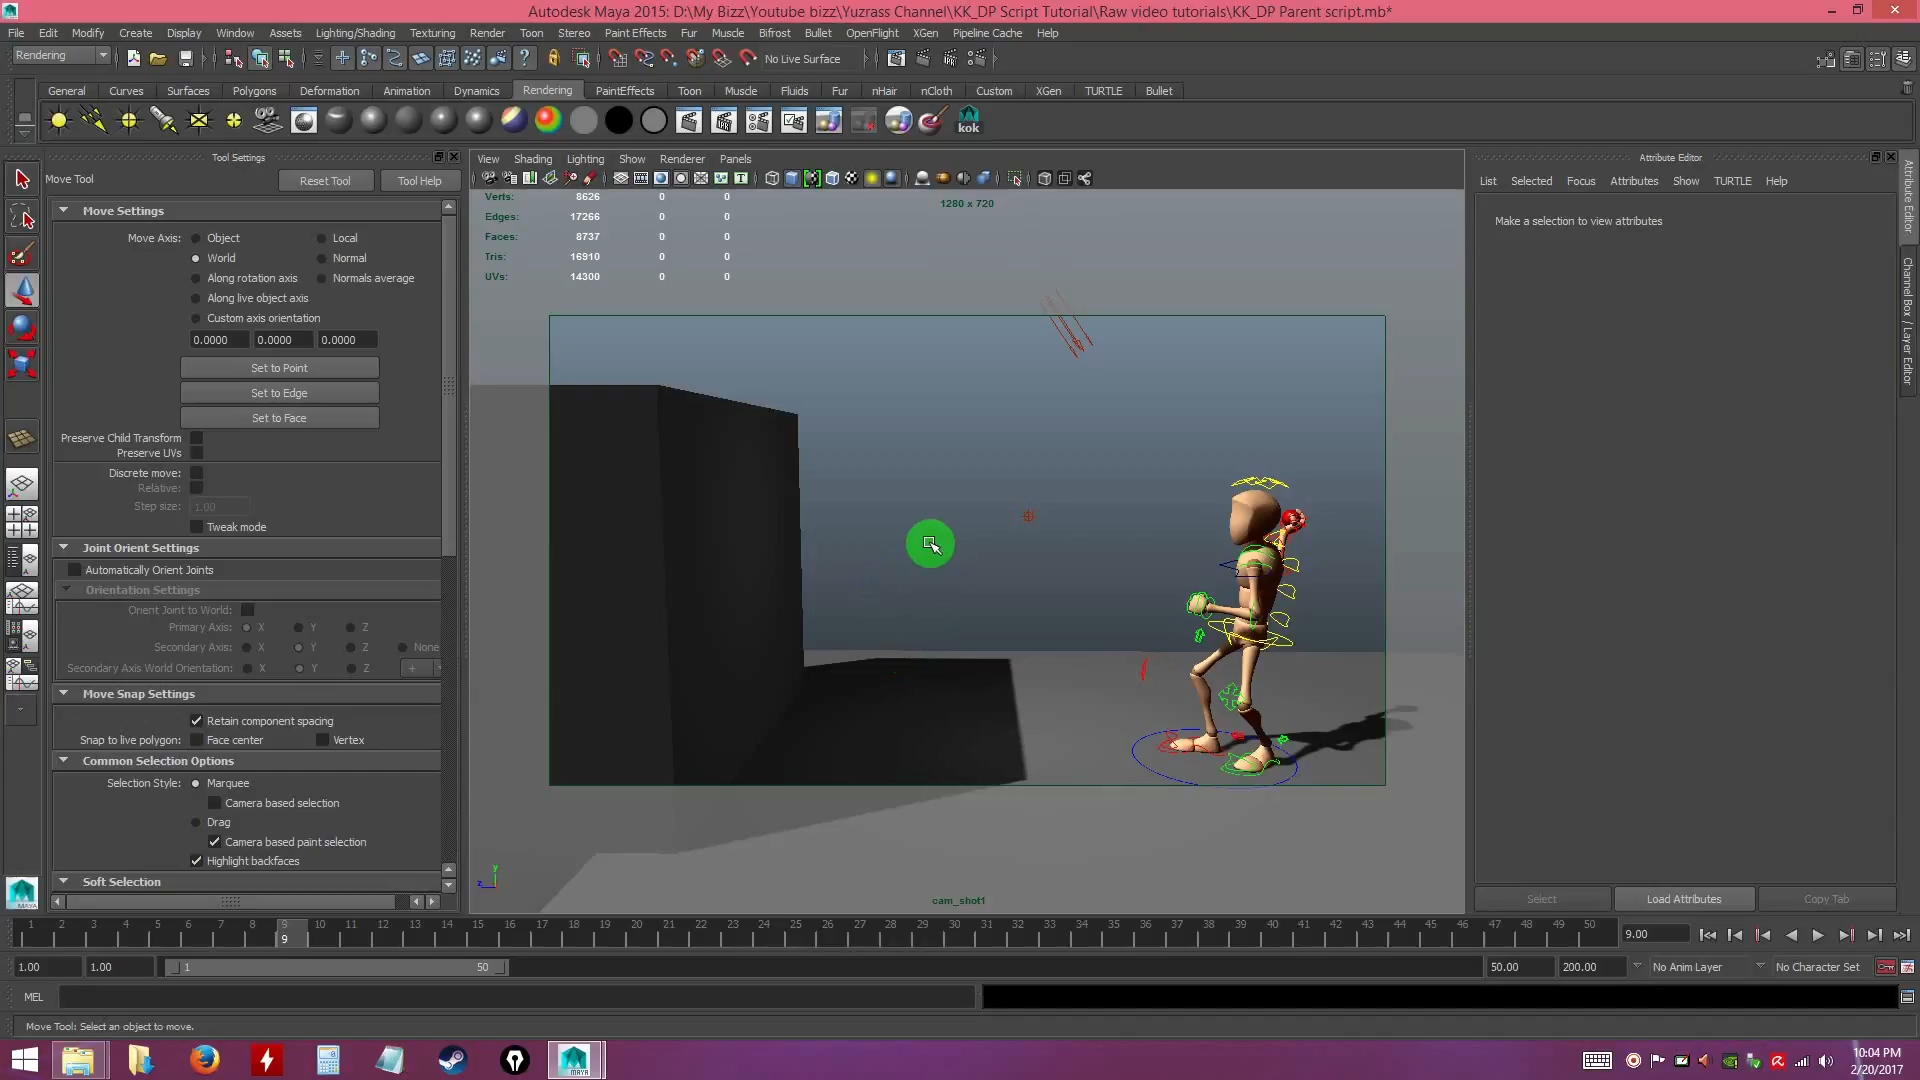 Autodesk Maya 2015: D:\My Bizz\Youtube bizz\Yuzrass Channel\KK_DP Script Tutorial\Raw video tutorials\KK_DP Parent script.mb*
File Edit Modify Create Display Window Assets Lighting/Shading Texturing Render Toon Stereo Paint Effects Fur Muscle Bifrost Bullet OpenFlight XGen Pipeline Cache Help
Rendering No Live Surface
General Curves Surfaces Polygons Deformation Animation Dynamics Rendering PaintEffects Toon Muscle Fluids Fur nHair nCloth Custom XGen TURTLE Bullet
kok
Tool Settings
Move Tool Reset Tool Tool Help
Move Settings
Move Axis: Object Local
World Normal
Along rotation axis Normals average
Along live object axis
Custom axis orientation
0.0000 0.0000 0.0000
Set to Point
Set to Edge
Set to Face
Preserve Child Transform
Preserve UVs
Discrete move:
Relative:
Step size: 1.00
Tweak mode
Joint Orient Settings
Automatically Orient Joints
Orientation Settings
Orient Joint to World:
Primary Axis: X Y Z
Secondary Axis: X Y Z None
Secondary Axis World Orientation: X Y Z +
Move Snap Settings
Retain component spacing
Snap to live polygon: Face center Vertex
Common Selection Options
Selection Style: Marquee
Camera based selection
Drag
Camera based paint selection
Highlight backfaces
Soft Selection
View Shading Lighting Show Renderer Panels
Verts: 8626 0 0
Edges: 17266 0 0
Faces: 8737 0 0
Tris: 16910 0 0
UVs: 14300 0 0
1280 x 720
y
z
cam_shot1
Attribute Editor
List Selected Focus Attributes Show TURTLE Help
Make a selection to view attributes
Select Load Attributes Copy Tab
Attribute Editor
Channel Box / Layer Editor
1 2 3 4 5 6 7 8 9 10 11 12 13 14 15 16 17 18 19 20 21 22 23 24 25 26 27 28 29 30 31 32 33 34 35 36 37 38 39 40 41 42 43 44 45 46 47 48 49 50
9
9.00
1.00 1.00 1 50 50.00 200.00 No Anim Layer No Character Set
MEL
Move Tool: Select an object to move.
MAYA
MAYA
10:04 PM
2/20/2017